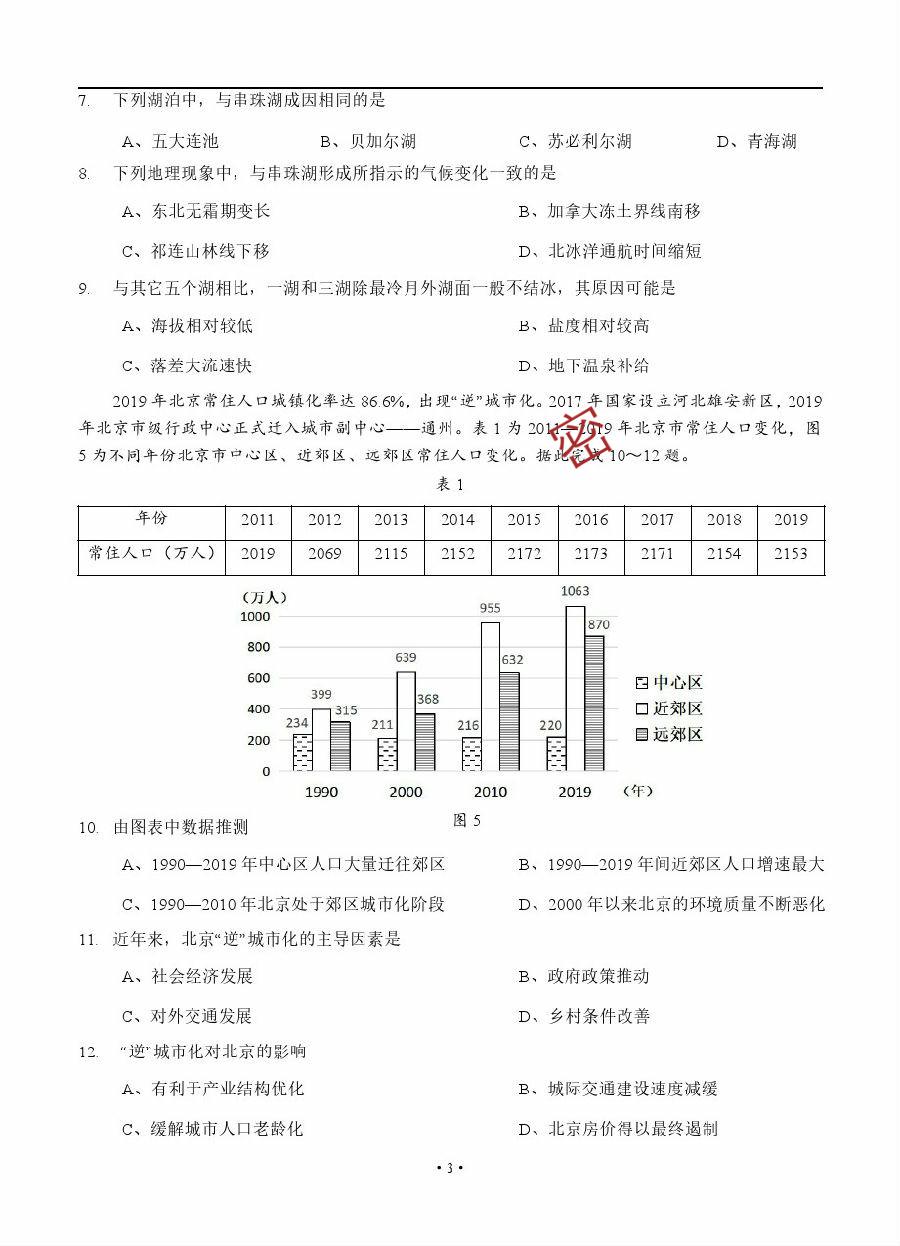 7. 下列湖泊中，与串珠湖成因相同的是
A、五大连池 B、贝加尔湖 C、苏必利尔湖 D、青海湖
8. 下列地理现象中，与串珠湖形成所指示的气候变化一致的是
A、东北无霜期变长 B、加拿大冻土界线南移
C、祁连山林线下移 D、北冰洋通航时间缩短
9. 与其它五个湖相比，一湖和三湖除最冷月外湖面一般不结冰，其原因可能是
A、海拔相对较低 B、盐度相对较高
C、落差大流速快 D、地下温泉补给
2019 年北京常住人口城镇化率达 86.6%，出现“逆”城市化。2017 年国家设立河北雄安新区，2019
年北京市级行政中心正式迁入城市副中心——通州。表 1 为 2011—2019 年北京市常住人口变化，图
5 为不同年份北京市中心区、近郊区、远郊区常住人口变化。据此完成 10～12 题。
密
表 1
年份 2011 2012 2013 2014 2015 2016 2017 2018 2019
常住人口（万人） 2019 2069 2115 2152 2172 2173 2171 2154 2153
（万人）
1000
800
600
400
200
0
234 399 315
211 639 368
216 955 632
220 1063 870
1990 2000 2010 2019 （年）
中心区
近郊区
远郊区
图 5
10. 由图表中数据推测
A、1990—2019 年中心区人口大量迁往郊区 B、1990—2019 年间近郊区人口增速最大
C、1990—2010 年北京处于郊区城市化阶段 D、2000 年以来北京的环境质量不断恶化
11. 近年来，北京“逆”城市化的主导因素是
A、社会经济发展 B、政府政策推动
C、对外交通发展 D、乡村条件改善
12. “逆”城市化对北京的影响
A、有利于产业结构优化 B、城际交通建设速度减缓
C、缓解城市人口老龄化 D、北京房价得以最终遏制
·3·